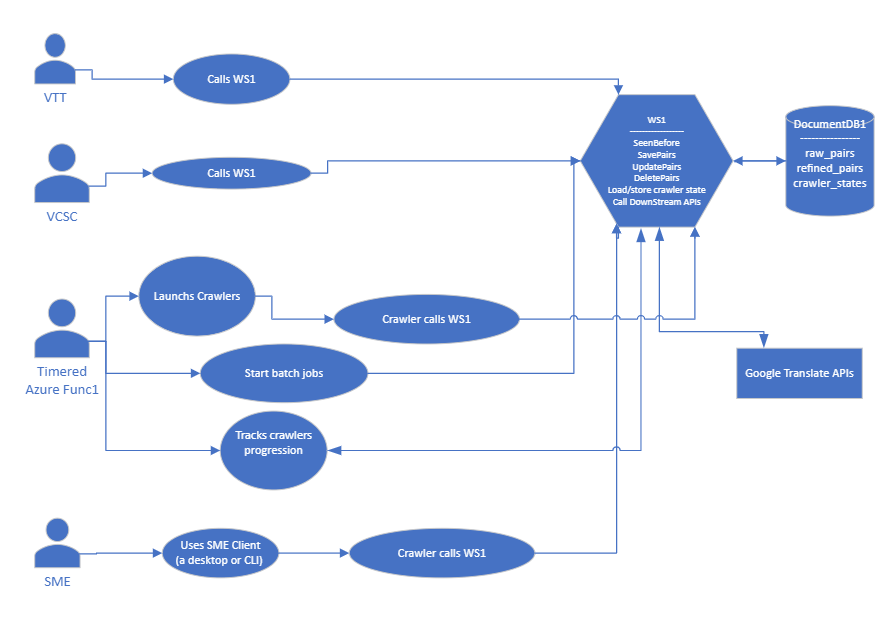 VTT
Calls WS1
VCSC
Calls WS1
WS1
SeenBefore
SavePairs
UpdatePairs
DeletePairs
Load/store crawler state
Call DownStream APIs
DocumentDB1
----------------
raw_pairs
refined_pairs
crawler_states
Timered
Azure Func1
Launchs Crawlers
Crawler calls WS1
Start batch jobs
Tracks crawlers
progression
Google Translate APIs
SME
Uses SME Client
(a desktop or CLI)
Crawler calls WS1